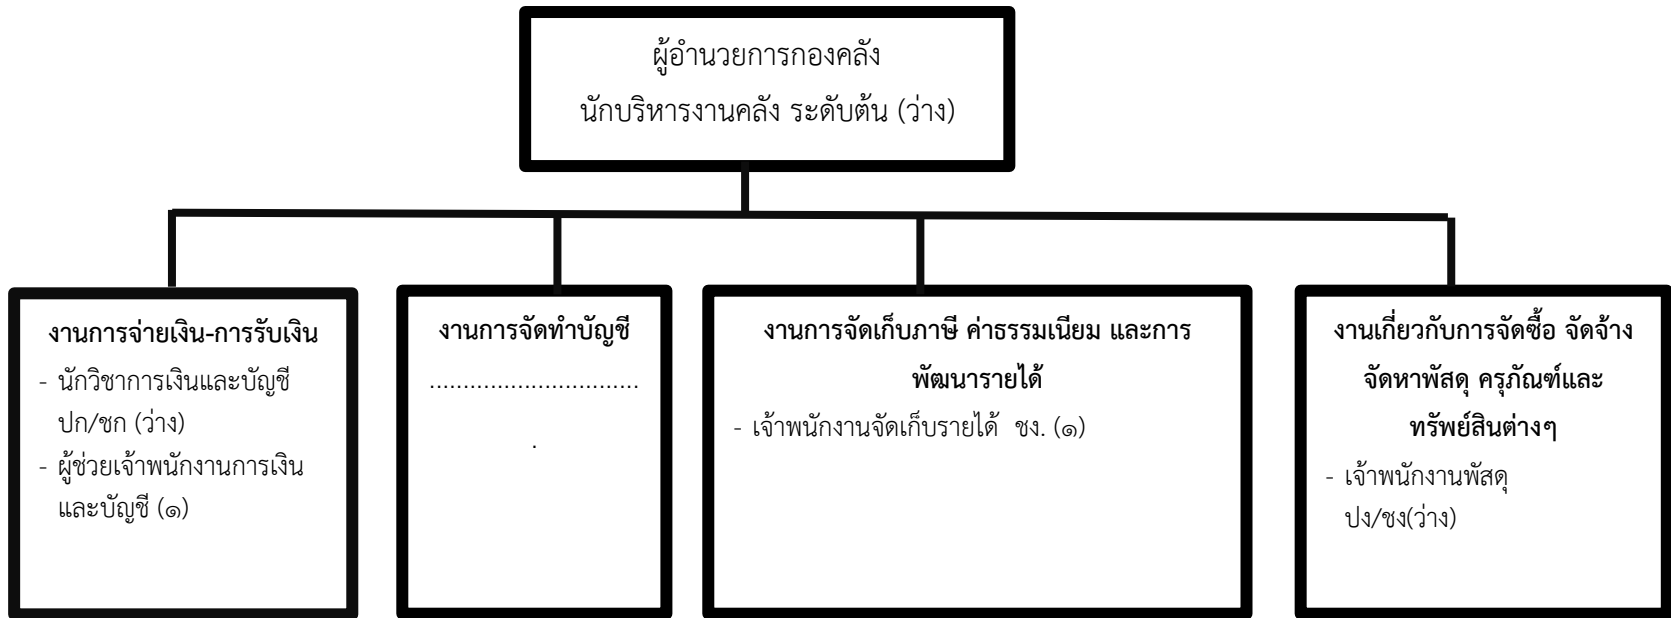 ผู้อำนวยการกองคลัง
นักบริหารงานคลัง ระดับต้น (ว่าง)
งานการจ่ายเงิน-การรับเงิน
- นักวิชาการเงินและบัญชี
ปก/ชก (ว่าง)
- ผู้ช่วยเจ้าพนักงานการเงิน
และบัญชี (๑)
งานการจัดทำบัญชี
...............................
.
งานการจัดเก็บภาษี ค่าธรรมเนียม และการ
พัฒนารายได้
- เจ้าพนักงานจัดเก็บรายได้ ชง. (๑)
งานเกี่ยวกับการจัดซื้อ จัดจ้าง
จัดหาพัสดุ ครุภัณฑ์และ
ทรัพย์สินต่างๆ
- เจ้าพนักงานพัสดุ
ปง/ชง(ว่าง)